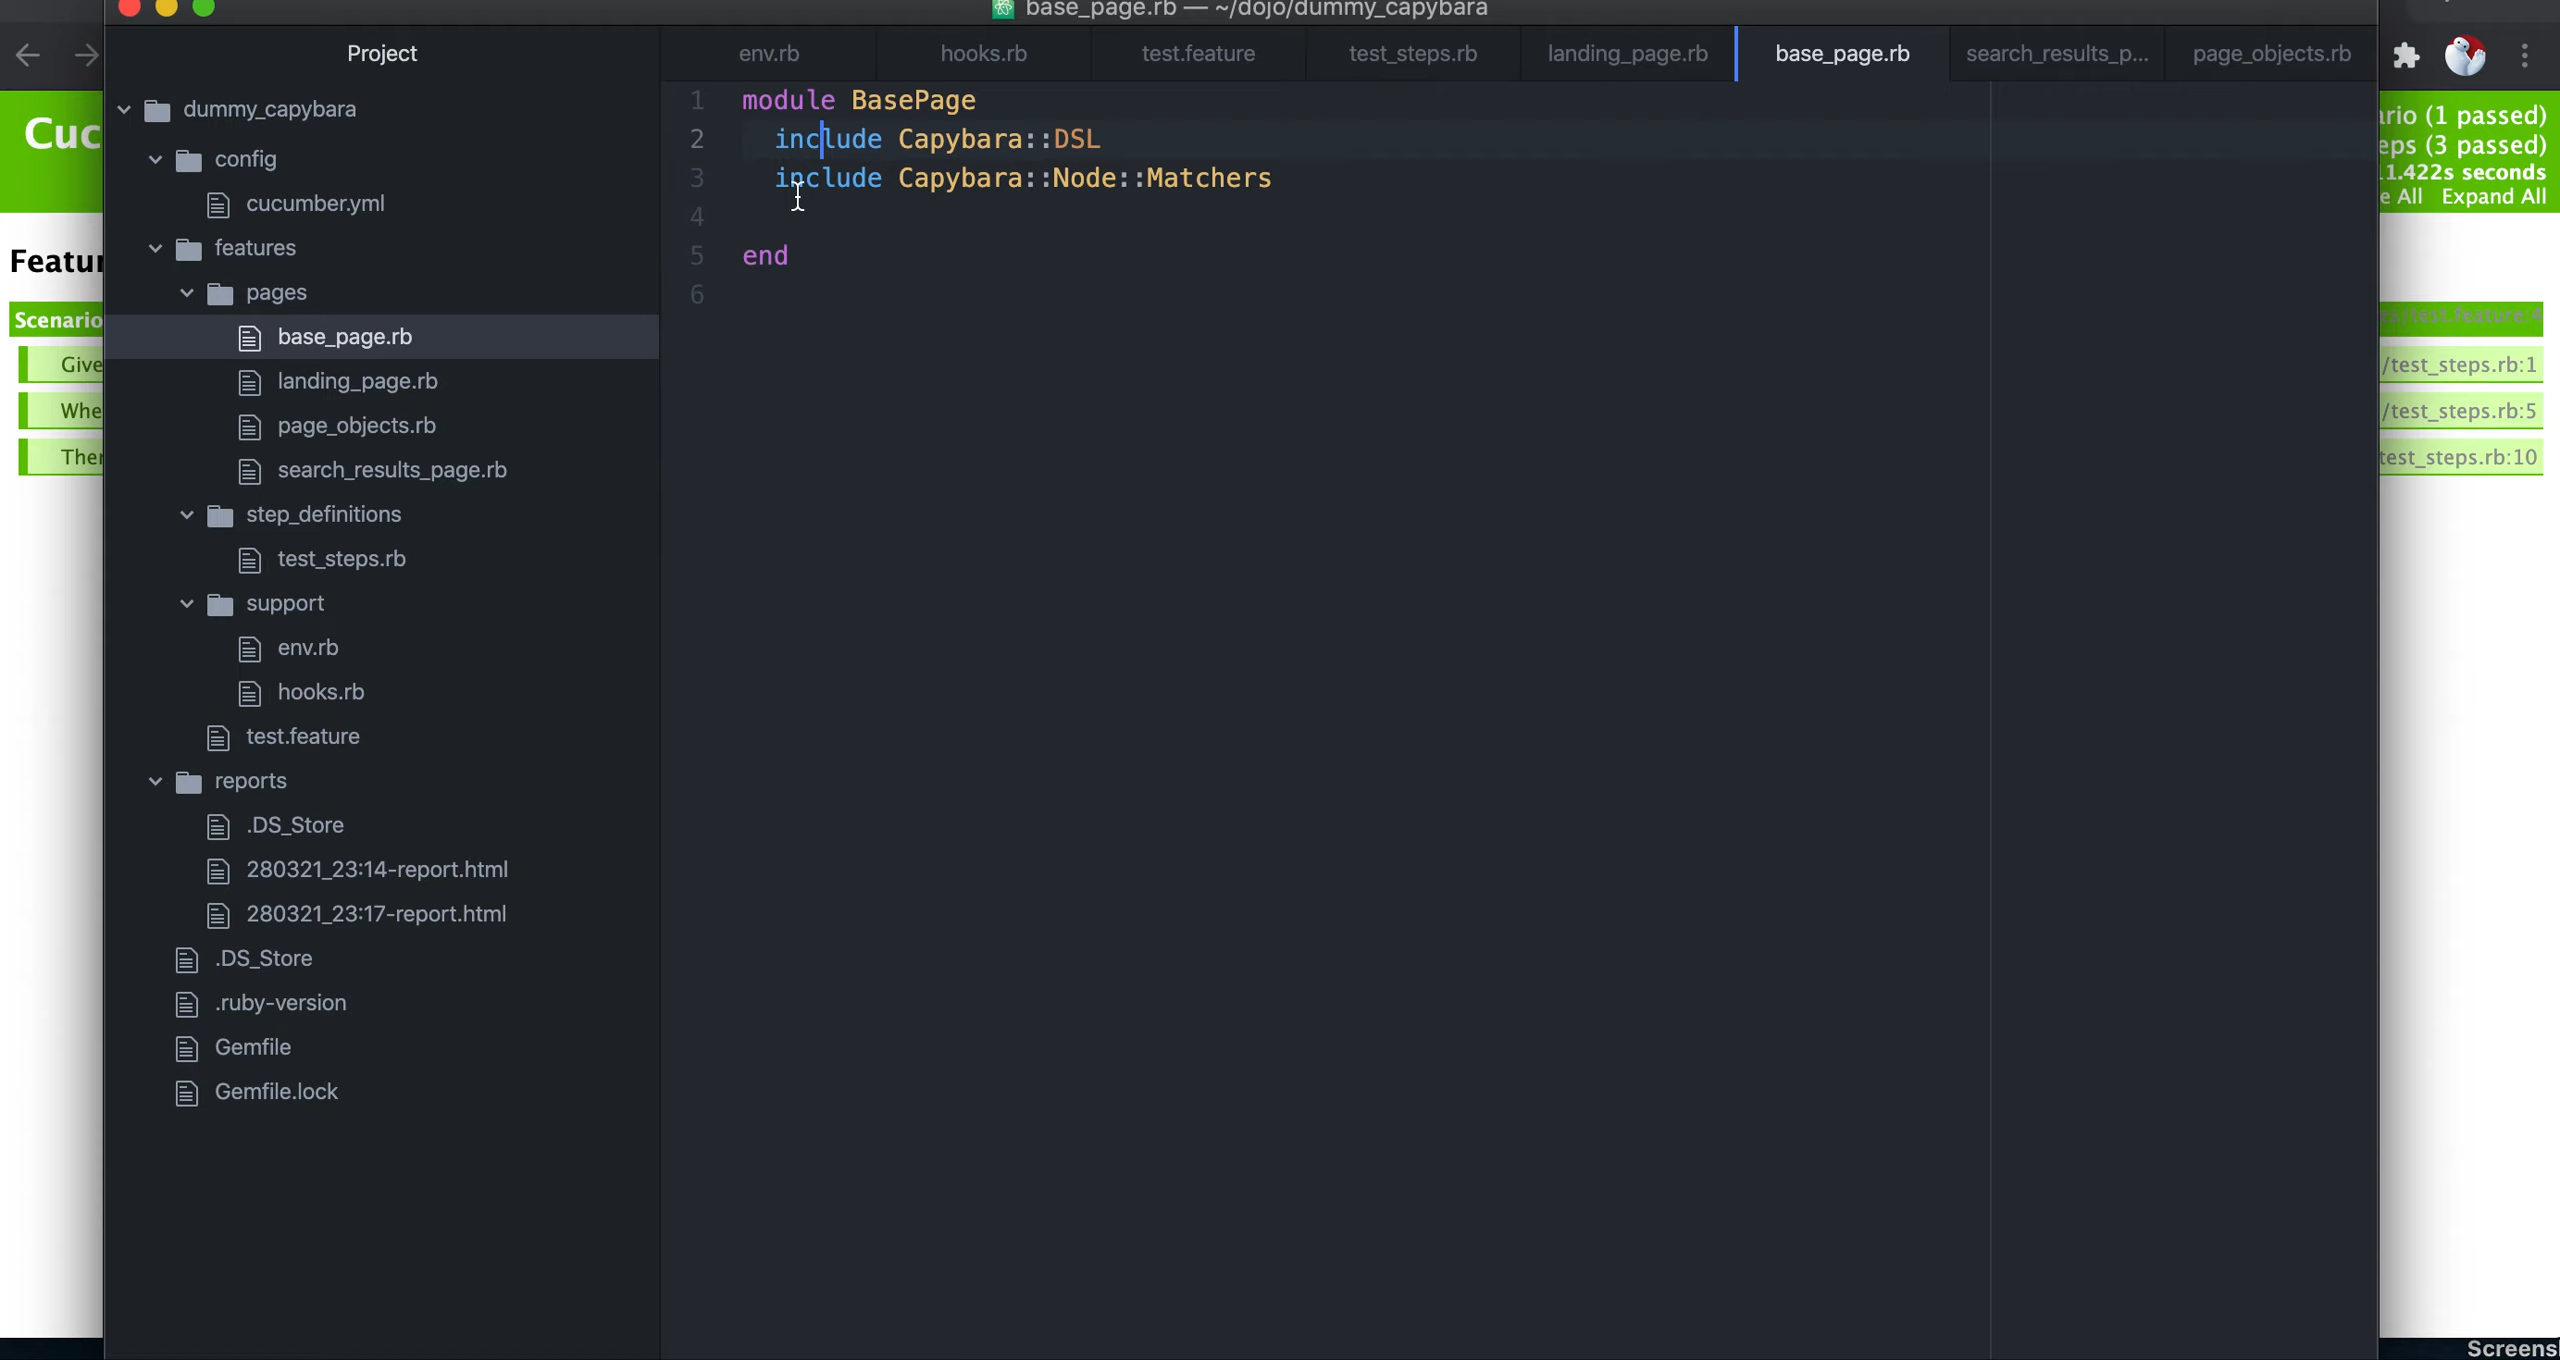 base_page.rb — ~/dojo/dummy_capybara
Project
env.rb
hooks.rb
test.feature
test_steps.rb
landing_page.rb
base_page.rb
search_results_p...
page_objects.rb
dummy_capybara
config
cucumber.yml
features
pages
base_page.rb
landing_page.rb
page_objects.rb
search_results_page.rb
step_definitions
test_steps.rb
support
env.rb
hooks.rb
test.feature
reports
.DS_Store
280321_23:14-report.html
280321_23:17-report.html
.DS_Store
.ruby-version
Gemfile
Gemfile.lock
1 module BasePage
2 include Capybara::DSL
3 include Capybara::Node::Matchers
4
5 end
6
Cuc
Featur
Scenario
Give
Whe
Ther
rio (1 passed)
eps (3 passed)
1.422s seconds
e All Expand All
/test.feature:4
/test_steps.rb:1
/test_steps.rb:5
test_steps.rb:10
Screens